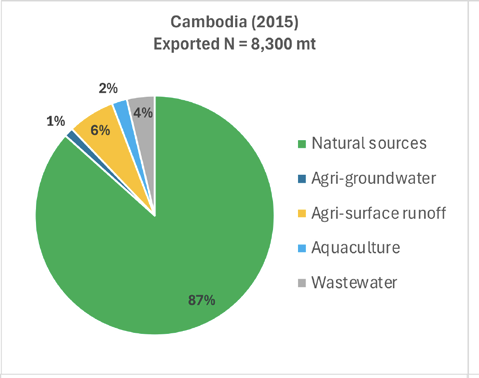 Cambodia (2015)
Exported N = 8,300 mt
2%
1%
6%
4%
87%
Natural sources
Agri-groundwater
Agri-surface runoff
Aquaculture
Wastewater